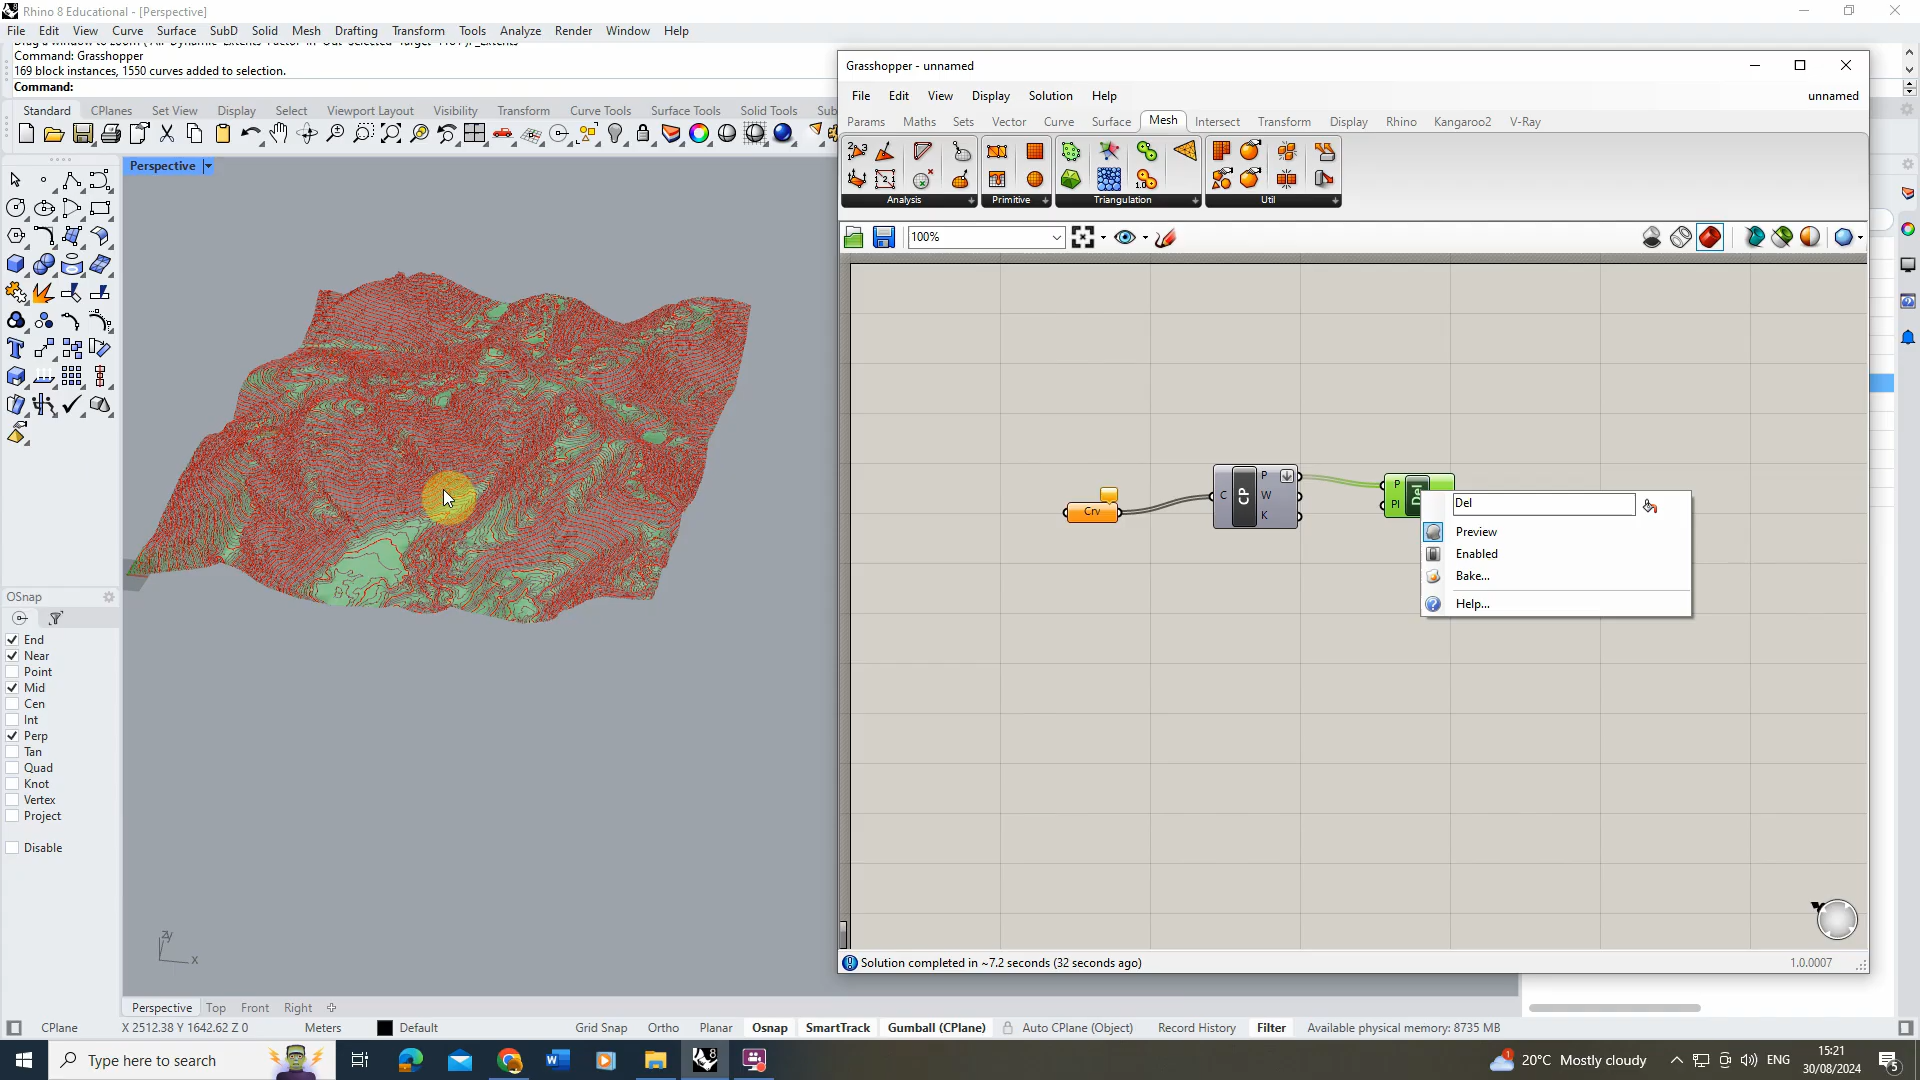 Rhino 8 Educational - [Perspective]
File Edit View Curve Surface SubD Solid Mesh Drafting Transform Tools Analyze Render Window Help
Command: Grasshopper
169 block instances, 1550 curves added to selection.
Command:
Standard CPlanes Set View Display Select Viewport Layout Visibility Transform Curve Tools Surface Tools Solid Tools Sub
Perspective
Grasshopper - unnamed
File Edit View Display Solution Help unnamed
Params Maths Sets Vector Curve Surface Mesh Intersect Transform Display Rhino Kangaroo2 V-Ray
Analysis Primitive Triangulation Util
100%
Crv
C CP P W K
P Pl Del
Del
Preview
Enabled
Bake...
Help...
OSnap
End
Near
Point
Mid
Cen
Int
Perp
Tan
Quad
Knot
Vertex
Project
Disable
zy
x
Solution completed in ~7.2 seconds (32 seconds ago) 1.0.0007
Perspective Top Front Right
CPlane X 2512.38 Y 1642.62 Z 0 Meters Default Grid Snap Ortho Planar Osnap SmartTrack Gumball (CPlane) Auto CPlane (Object) Record History Filter Available physical memory: 8735 MB
Type here to search
20°C Mostly cloudy ENG
15:21
30/08/2024
5